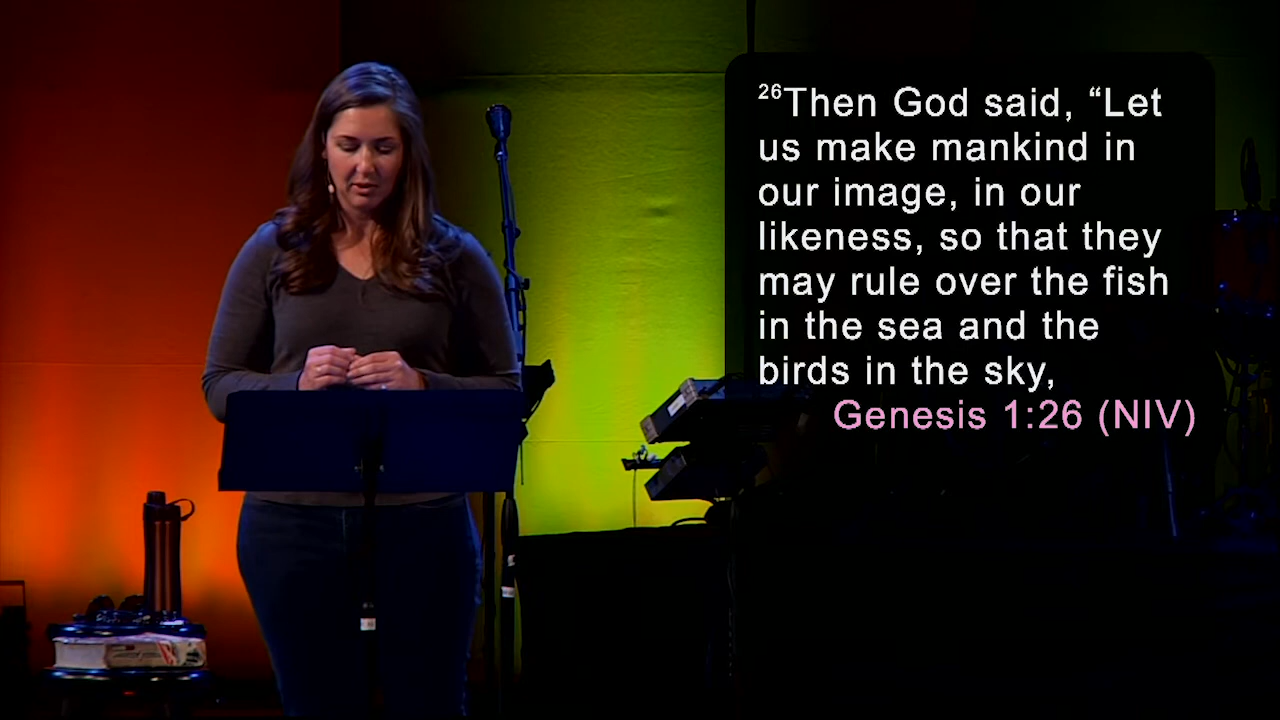 ²⁶Then God said, “Let
us make mankind in
our image, in our
likeness, so that they
may rule over the fish
in the sea and the
birds in the sky,
Genesis 1:26 (NIV)